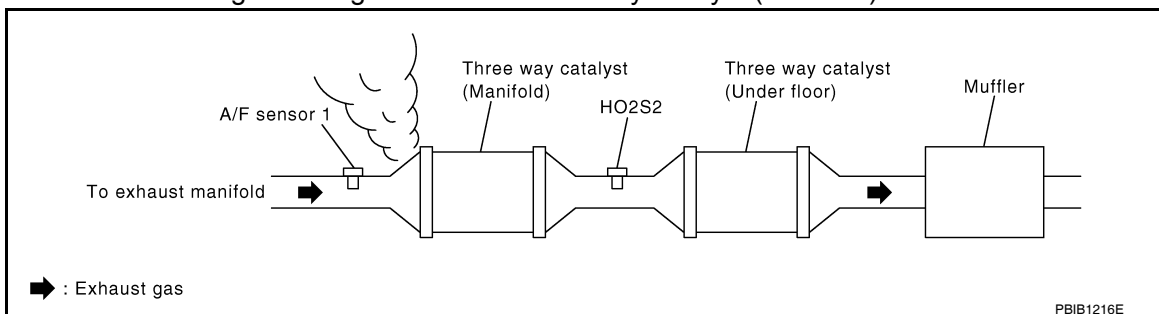 Three way catalyst
(Manifold)
Three way catalyst
(Under floor)
Muffler
A/F sensor 1
HO2S2
To exhaust manifold
: Exhaust gas
PBIB1216E